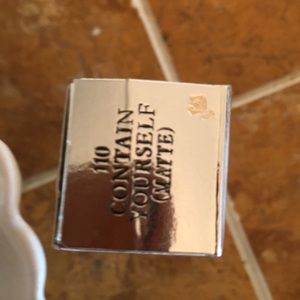 110
CONTAIN
YOURSELF
(MATTE)